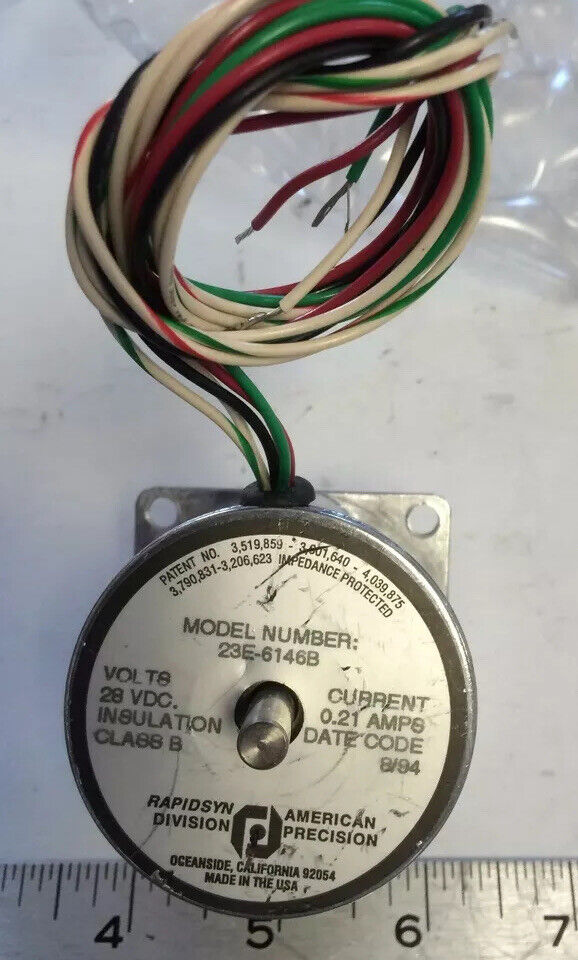 PATENT NO. 3,519,859 - 3,601,640 - 4,039,875
3,790,831-3,206,623 IMPEDANCE PROTECTED
MODEL NUMBER:
23E-6146B
VOLTS
28 VDC.
INSULATION
CLASS B
CURRENT
0.21 AMPS
DATE CODE
8/94
RAPIDSYN
DIVISION
AMERICAN
PRECISION
OCEANSIDE, CALIFORNIA 92054
MADE IN THE USA
4 5 6 7